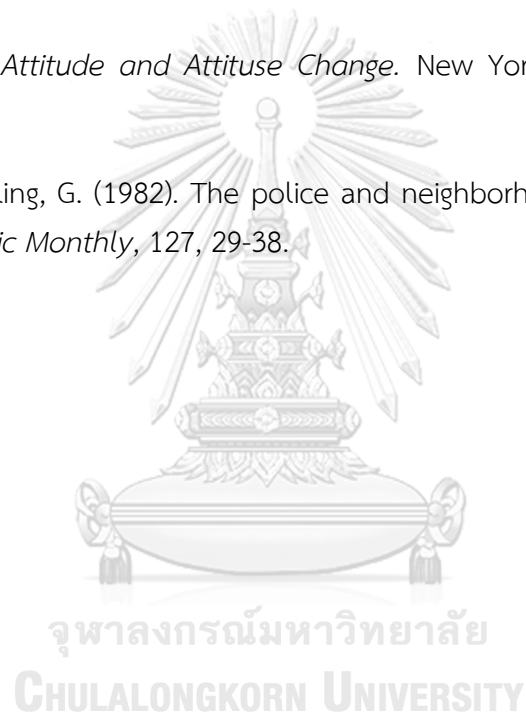 Attitude and Attituse Change. New Yor
ling, G. (1982). The police and neighborh
ic Monthly, 127, 29-38.
จุฬาลงกรณ์มหาวิทยาลัย
CHULALONGKORN UNIVERSITY